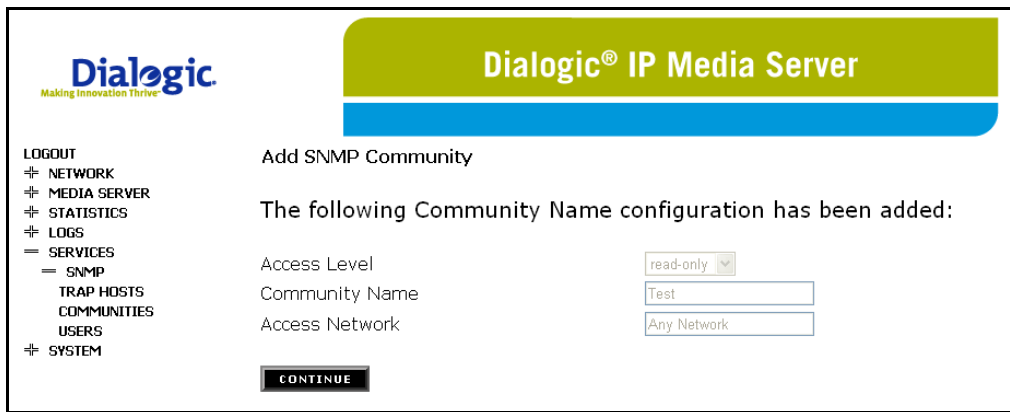 Dialogic.
Making Innovation Thrive™
Dialogic® IP Media Server
LOGOUT
NETWORK
MEDIA SERVER
STATISTICS
LOGS
SERVICES
SNMP
TRAP HOSTS
COMMUNITIES
USERS
SYSTEM
Add SNMP Community
The following Community Name configuration has been added:
Access Level read-only
Community Name Test
Access Network Any Network
CONTINUE